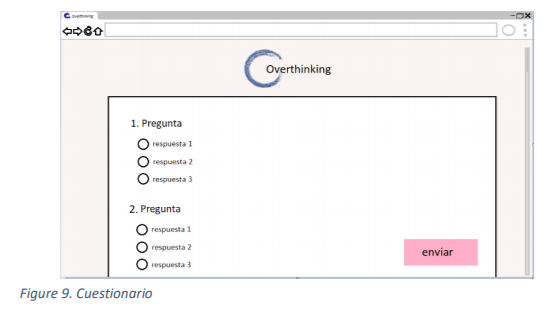 Overthinking
Overthinking
1. Pregunta
respuesta 1
respuesta 2
respuesta 3
2. Pregunta
respuesta 1
respuesta 2
respuesta 3
enviar
Figure 9. Cuestionario